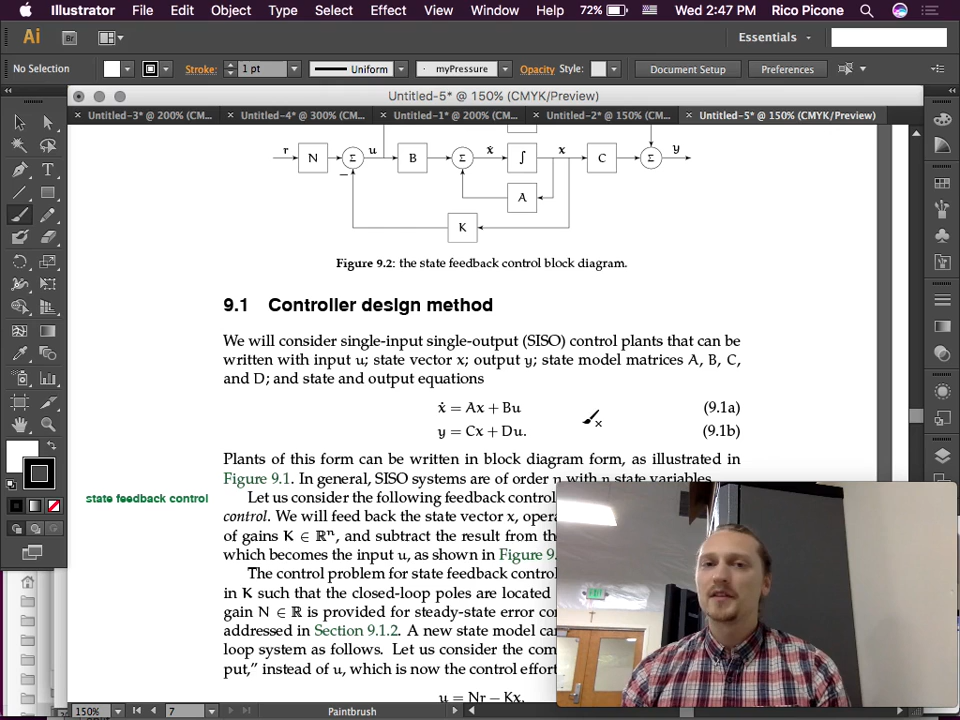 Illustrator File Edit Object Type Select Effect View Window Help 72% Wed 2:47 PM Rico Picone
Ai Br Essentials
No Selection Stroke: 1 pt Uniform myPressure Opacity Style: Document Setup Preferences
Untitled-5* @ 150% (CMYK/Preview)
Untitled-3* @ 200% (CM... Untitled-4* @ 300% (CM... Untitled-1* @ 200% (CM... Untitled-2* @ 150% (CM... Untitled-5* @ 150% (CMYK/Preview)
r N Σ u B Σ ẋ ∫ x C Σ y
−
A
K
Figure 9.2: the state feedback control block diagram.
9.1 Controller design method
We will consider single-input single-output (SISO) control plants that can be
written with input u; state vector x; output y; state model matrices A, B, C,
and D; and state and output equations
ẋ = Ax + Bu (9.1a)
y = Cx + Du. (9.1b)
Plants of this form can be written in block diagram form, as illustrated in
Figure 9.1. In general, SISO systems are of order n with n state variables.
state feedback control
Let us consider the following feedback control
control. We will feed back the state vector x,
of gains K ∈ ℝⁿ, and subtract the result from the
which becomes the input u, as shown in Figure 9.
The control problem for state feedback control
in K such that the closed-loop poles are located
gain N ∈ ℝ is provided for steady-state error
addressed in Section 9.1.2. A new state model
loop system as follows. Let us consider the
put,” instead of u, which is now the control
u = Nr − Kx.
EXIT
150% 7 Paintbrush